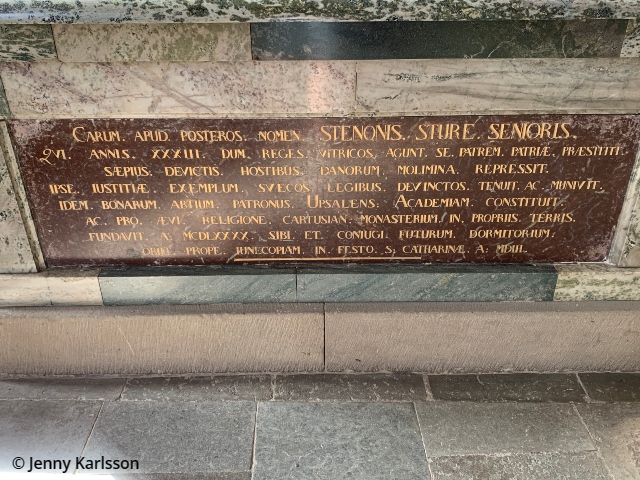 CARUM. APUD. POSTEROS. NOMEN. STENONIS. STURE. SENIORIS.
QVI. ANNIS. XXXIII. DUM. REGES. VITRICOS. AGUNT. SE. PATREM. PATRIÆ. PRÆSTITIT.
SÆPIUS. DEVICTIS. HOSTIBUS. DANORUM. MOLIMINA. REPRESSIT.
IPSE. IUSTITIÆ. EXEMPLUM. SVECOS. LEGIBUS. DEVINCTOS. TENUIT. AC. MUNIVIT.
IDEM. BONARUM. ARTIUM. PATRONUS. UPSALENS. ACADEMIAM. CONSTITUIT.
AC. PRO. ÆVI. RELIGIONE. CARTUSIAN. MONASTERIUM. IN. PROPRIIS. TERRIS.
FUNDAVIT. A. MCDLXXXX. SIBI. ET. CONIUGI. FUTURUM. DORMITORIUM.
OBIIT. PROPE. IUNECOPIAM. IN. FESTO. S. CATHARINÆ. A. MDIII.
© Jenny Karlsson